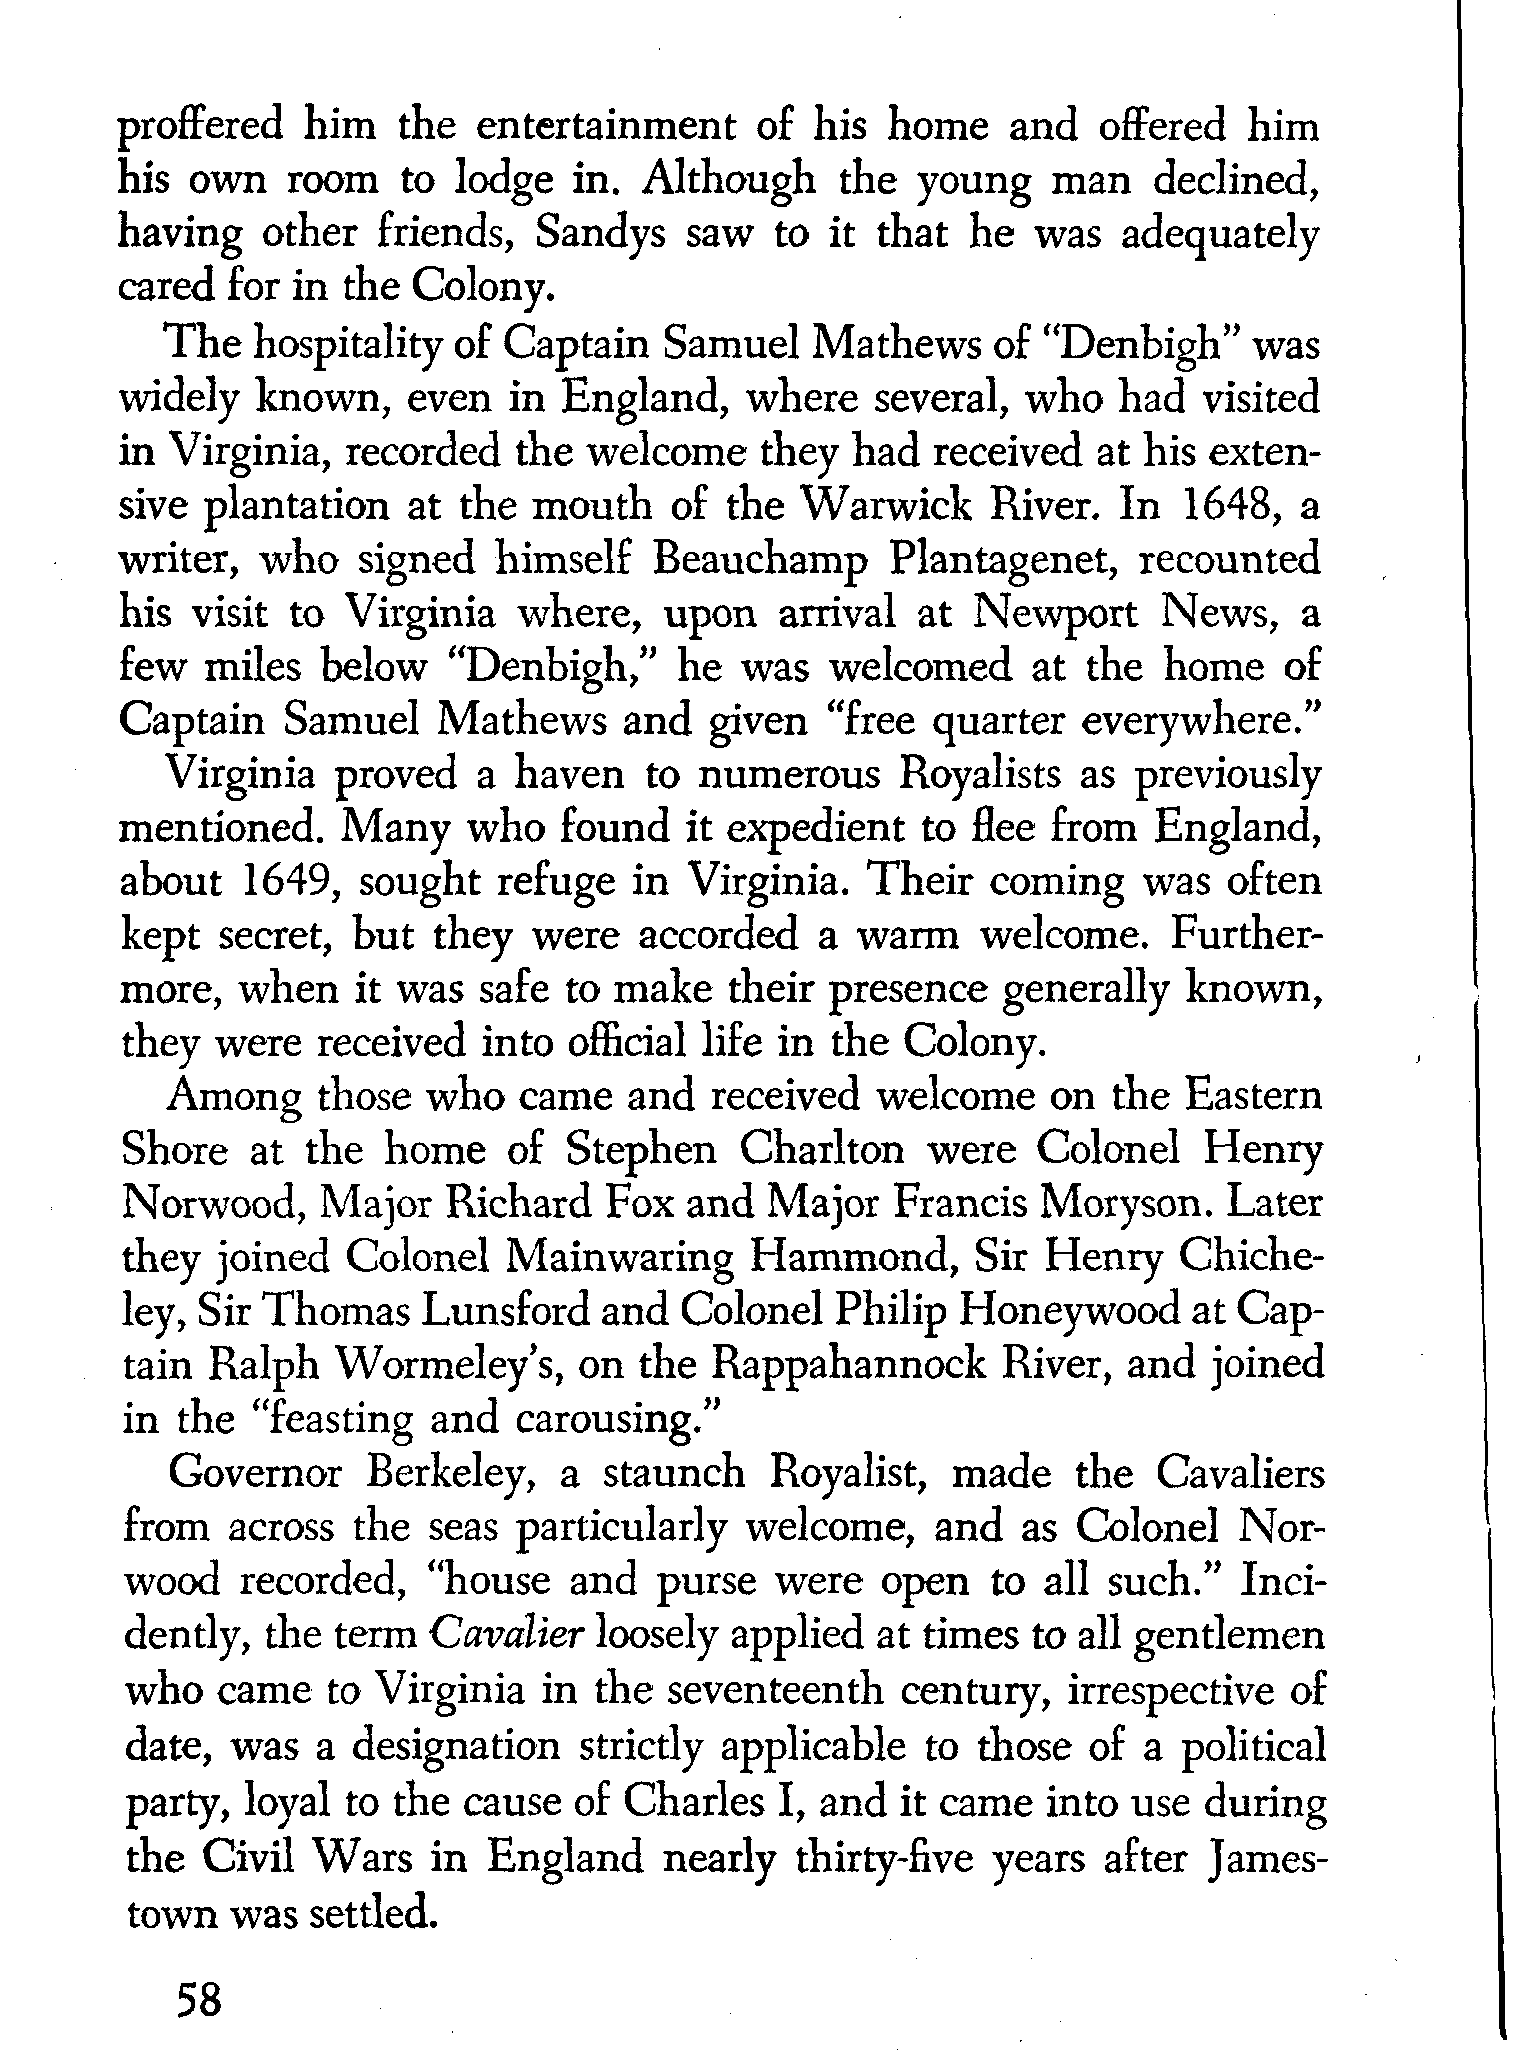 proffered him the entertainment of his home and offered him
his own room to lodge in. Although the young man declined,
having other friends, Sandys saw to it that he was adequately
cared for in the Colony.
The hospitality of Captain Samuel Mathews of “Denbigh” was
widely known, even in England, where several, who had visited
in Virginia, recorded the welcome they had received at his exten-
sive plantation at the mouth of the Warwick River. In 1648, a
writer, who signed himself Beauchamp Plantagenet, recounted
his visit to Virginia where, upon arrival at Newport News, a
few miles below “Denbigh,” he was welcomed at the home of
Captain Samuel Mathews and given “free quarter everywhere.”
Virginia proved a haven to numerous Royalists as previously
mentioned. Many who found it expedient to flee from England,
about 1649, sought refuge in Virginia. Their coming was often
kept secret, but they were accorded a warm welcome. Further-
more, when it was safe to make their presence generally known,
they were received into official life in the Colony.
Among those who came and received welcome on the Eastern
Shore at the home of Stephen Charlton were Colonel Henry
Norwood, Major Richard Fox and Major Francis Moryson. Later
they joined Colonel Mainwaring Hammond, Sir Henry Chiche-
ley, Sir Thomas Lunsford and Colonel Philip Honeywood at Cap-
tain Ralph Wormeley’s, on the Rappahannock River, and joined
in the “feasting and carousing.”
Governor Berkeley, a staunch Royalist, made the Cavaliers
from across the seas particularly welcome, and as Colonel Nor-
wood recorded, “house and purse were open to all such.” Inci-
dently, the term Cavalier loosely applied at times to all gentlemen
who came to Virginia in the seventeenth century, irrespective of
date, was a designation strictly applicable to those of a political
party, loyal to the cause of Charles I, and it came into use during
the Civil Wars in England nearly thirty-five years after James-
town was settled.
58